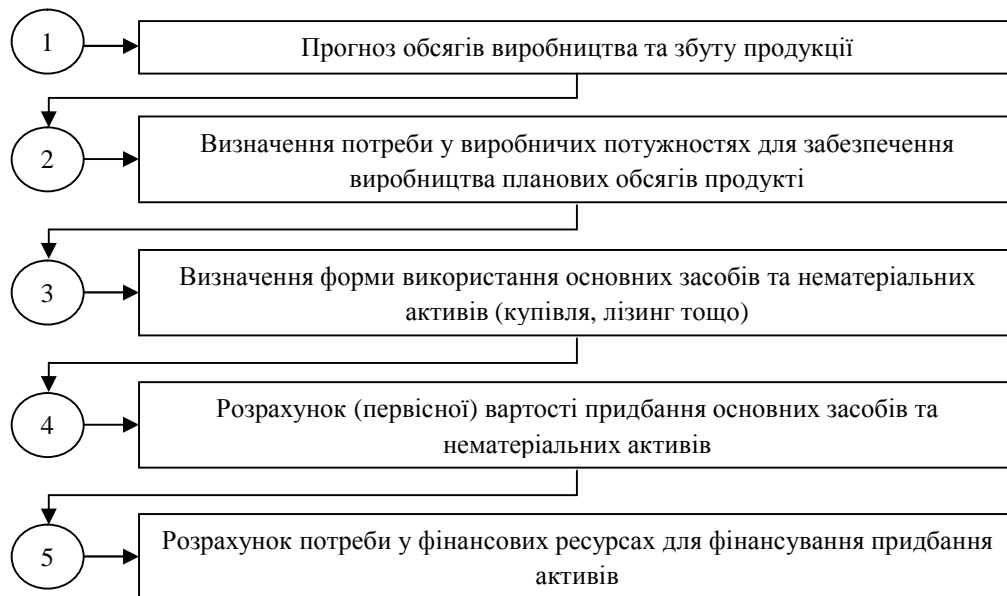 1
Прогноз обсягів виробництва та збуту продукції
2
Визначення потреби у виробничих потужностях для забезпечення
виробництва планових обсягів продукті
3
Визначення форми використання основних засобів та нематеріальних
активів (купівля, лізинг тощо)
4
Розрахунок (первісної) вартості придбання основних засобів та
нематеріальних активів
5
Розрахунок потреби у фінансових ресурсах для фінансування придбання
активів